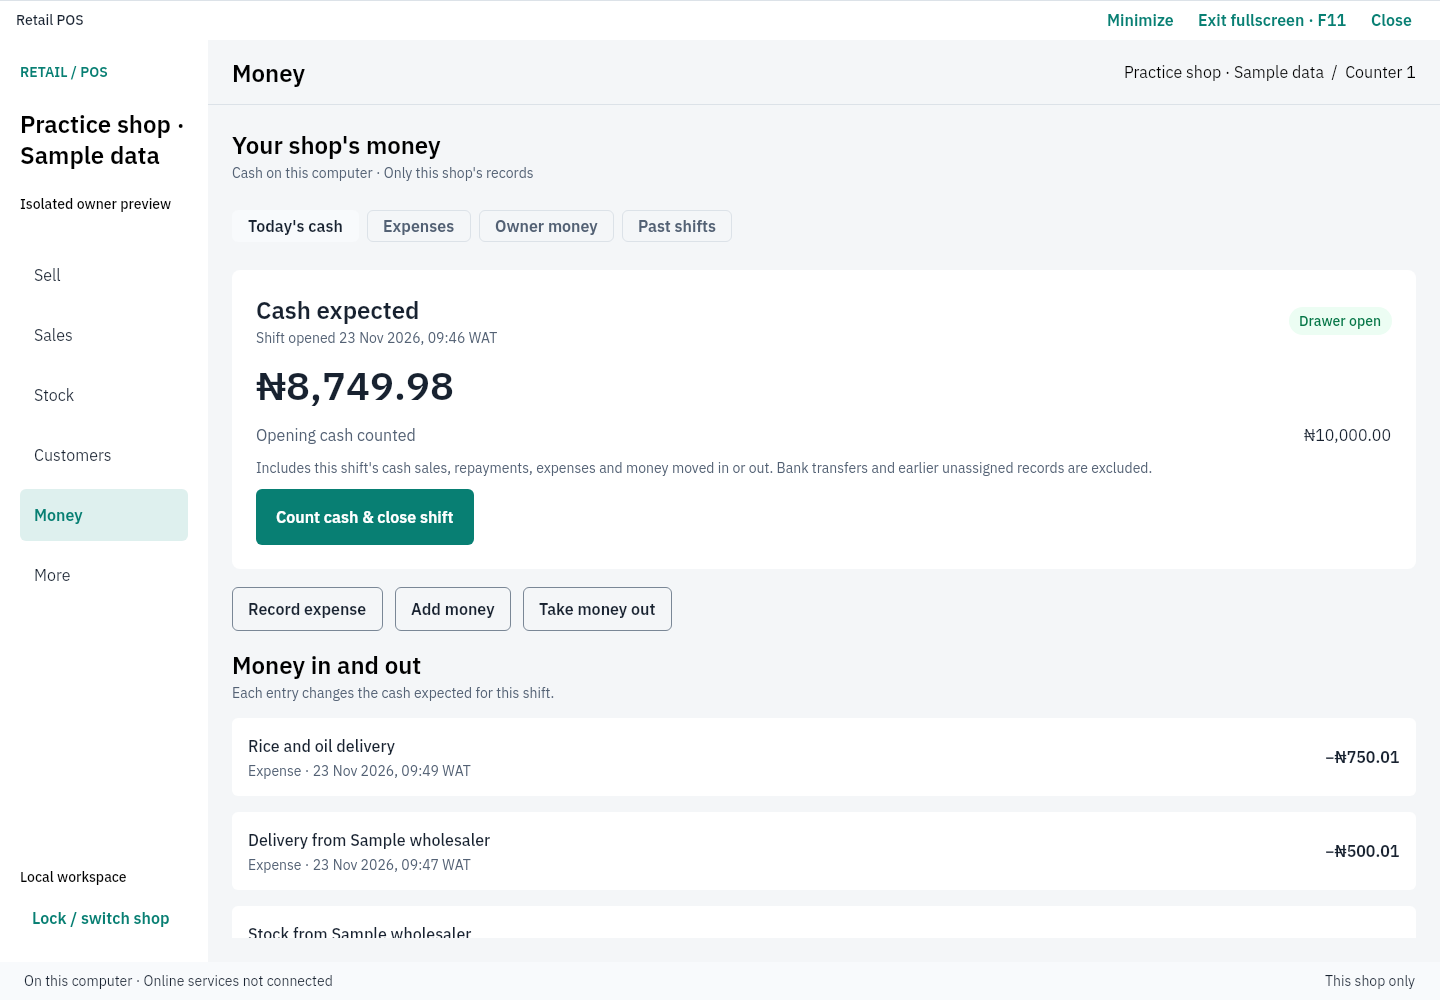 Retail POS
Minimize
Exit fullscreen · F11
Close
RETAIL / POS
Practice shop ·
Sample data
Isolated owner preview
Sell
Sales
Stock
Customers
Money
More
Local workspace
Lock / switch shop
Money
Practice shop · Sample data / Counter 1
Your shop's money
Cash on this computer · Only this shop's records
Today's cash
Expenses
Owner money
Past shifts
Cash expected
Shift opened 23 Nov 2026, 09:46 WAT
Drawer open
₦8,749.98
Opening cash counted
₦10,000.00
Includes this shift's cash sales, repayments, expenses and money moved in or out. Bank transfers and earlier unassigned records are excluded.
Count cash & close shift
Record expense
Add money
Take money out
Money in and out
Each entry changes the cash expected for this shift.
Rice and oil delivery
Expense · 23 Nov 2026, 09:49 WAT
−₦750.01
Delivery from Sample wholesaler
Expense · 23 Nov 2026, 09:47 WAT
−₦500.01
Stock from Sample wholesaler
On this computer · Online services not connected
This shop only